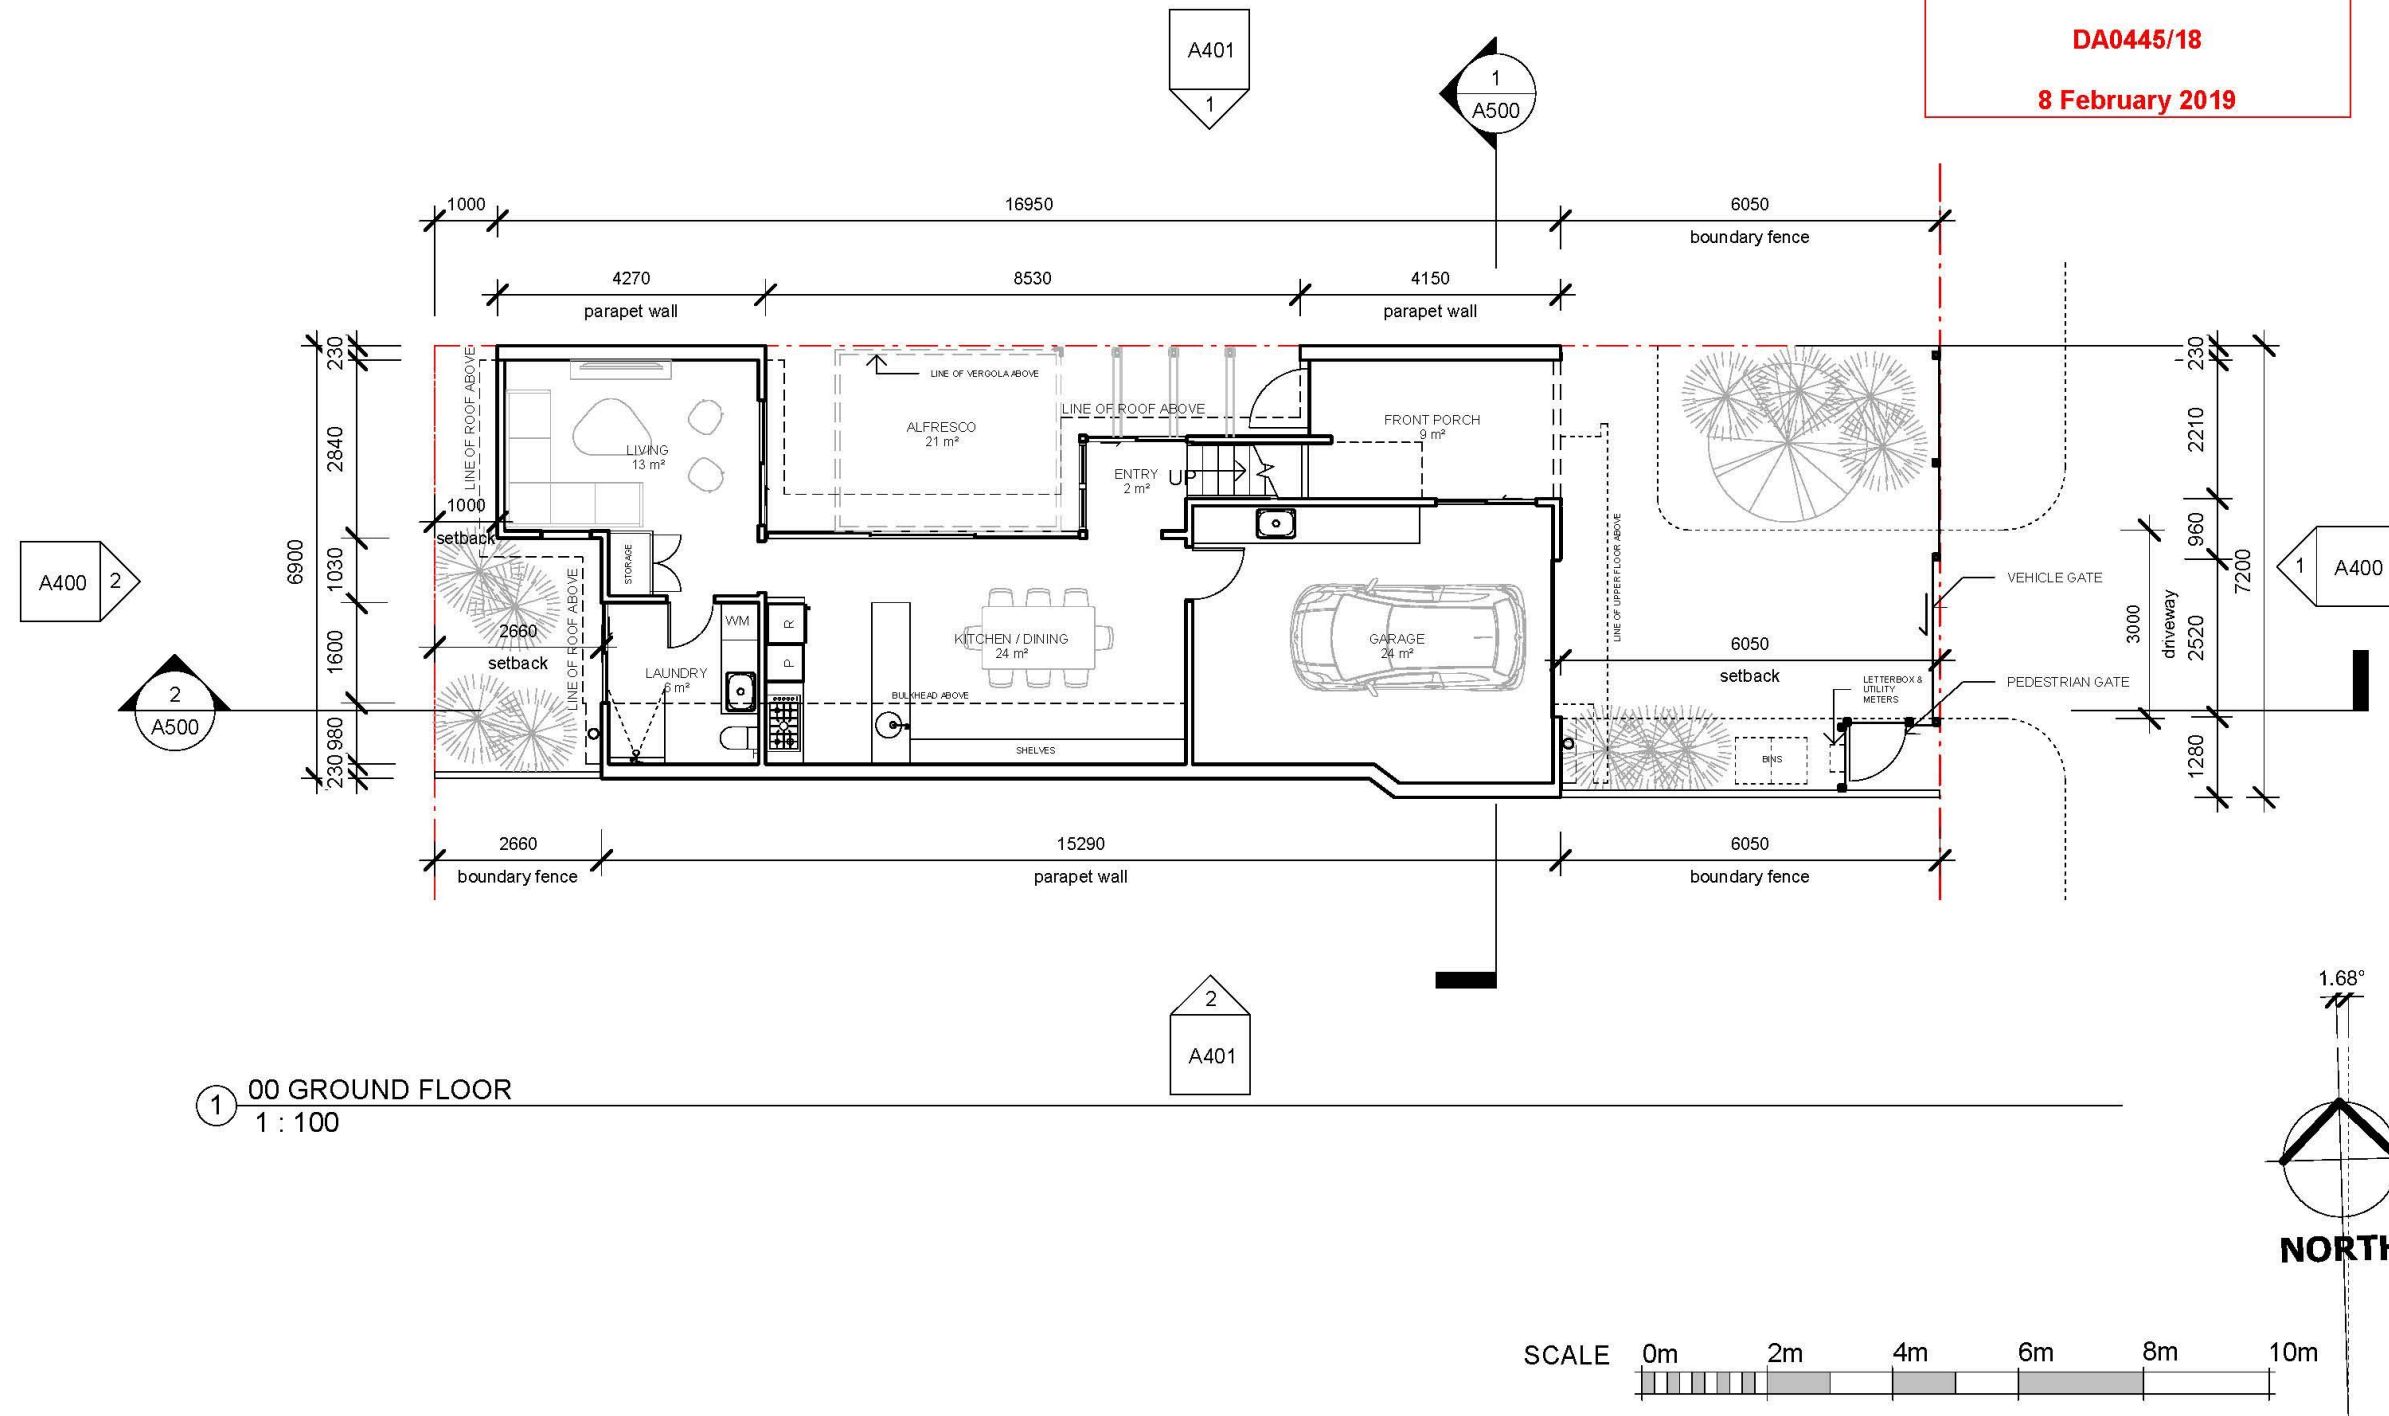 DA0445/18
8 February 2019
A401
1
1
A500
1000
16950
6050
boundary fence
4270
8530
4150
parapet wall
parapet wall
230
2840
1030
1600
980
230
6900
LINE OF ROOF ABOVE
LINE OF VERGOLA ABOVE
LINE OF ROOF ABOVE
ALFRESCO
21 m²
FRONT PORCH
9 m²
LIVING
13 m²
ENTRY
2 m²
UP
1000
setback
STORAGE
LINE OF ROOF ABOVE
2660
setback
WM
R
P
LAUNDRY
6 m²
KITCHEN / DINING
24 m²
BULKHEAD ABOVE
SHELVES
GARAGE
24 m²
LINE OF UPPER FLOOR ABOVE
6050
setback
LETTERBOX &
UTILITY
METERS
BINS
VEHICLE GATE
PEDESTRIAN GATE
3000
driveway
230
2210
960
2520
1280
7200
A400
2
1
A400
2
A500
2660
boundary fence
15290
parapet wall
6050
boundary fence
2
A401
1
00 GROUND FLOOR
1 : 100
1.68°
NORTH
SCALE
0m
2m
4m
6m
8m
10m